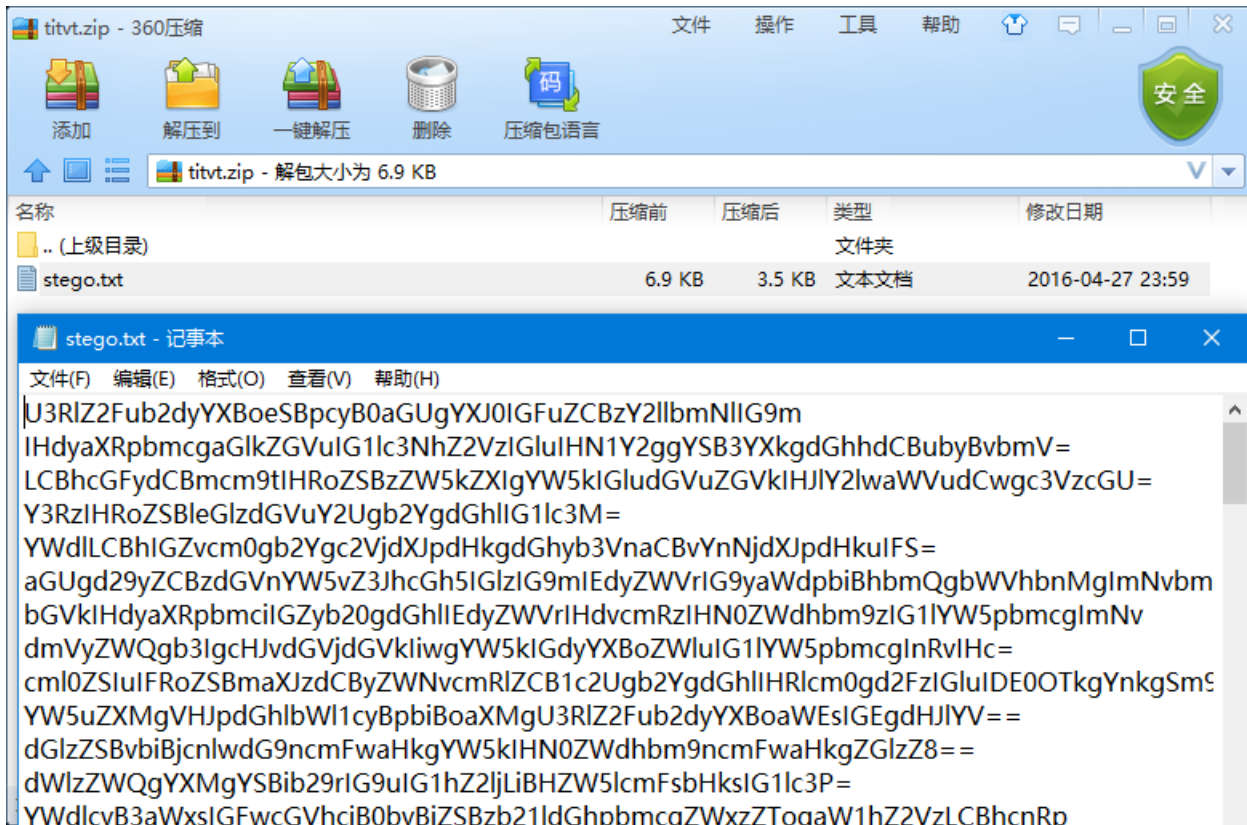 titvt.zip - 360压缩 文件 操作 工具 帮助
码
安全
添加 解压到 一键解压 删除 压缩包语言
titvt.zip - 解包大小为 6.9 KB
名称 压缩前 压缩后 类型 修改日期
.. (上级目录) 文件夹
stego.txt 6.9 KB 3.5 KB 文本文档 2016-04-27 23:59
stego.txt - 记事本
文件(F) 编辑(E) 格式(O) 查看(V) 帮助(H)
U3RlZ2Fub2dyYXBoeSBpcyB0aGUgYXJ0IGFuZCBzY2llbmNlIG9m
IHdyaXRpbmcgaGlkZGVuIG1lc3NhZ2VzIGluIHN1Y2ggYSB3YXkgdGhhdCBubyBvbmV=
LCBhcGFydCBmcm9tIHRoZSBzZW5kZXIgYW5kIGludGVuZGVkIHJlY2lwaWVudCwgc3VzcGU=
Y3RzIHRoZSBleGlzdGVuY2Ugb2YgdGhlIG1lc3M=
YWdlLCBhIGZvcm0gb2Ygc2VjdXJpdHkgdGhyb3VnaCBvYnNjdXJpdHkuIFS=
aGUgd29yZCBzdGVnYW5vZ3JhcGh5IGlzIG9mIEdyZWVrIG9yaWdpbiBhbmQgbWVhbnMgImNvbm
bGVkIHdyaXRpbmciIGZyb20gdGhlIEdyZWVrIHdvcmRzIHN0ZWdhbm9zIG1lYW5pbmcgImNv
dmVyZWQgb3IgcHJvdGVjdGVkIiwgYW5kIGdyYXBoZWluIG1lYW5pbmcgInRvIHc=
cml0ZSIuIFRoZSBmaXJzdCByZWNvcmRlZCB1c2Ugb2YgdGhlIHRlcm0gd2FzIGluIDE0OTkgYnkgSm9
YW5uZXMgVHJpdGhlbWl1cyBpbiBoaXMgU3RlZ2Fub2dyYXBoaWEsIGEgdHJlYV==
dGlzZSBvbiBjcnlwdG9ncmFwaHkgYW5kIHN0ZWdhbm9ncmFwaHkgZGlzZ8==
dWlzZWQgYXMgYSBib29rIG9uIG1hZ2ljLiBHZW5lcmFsbHksIG1lc3P=
YWdlcyB3aWxsIGFwcGVhciB0byBiZSBzb21ldGhpbmcgZWxzZTogaW1hZ2VzLCBhcnRp